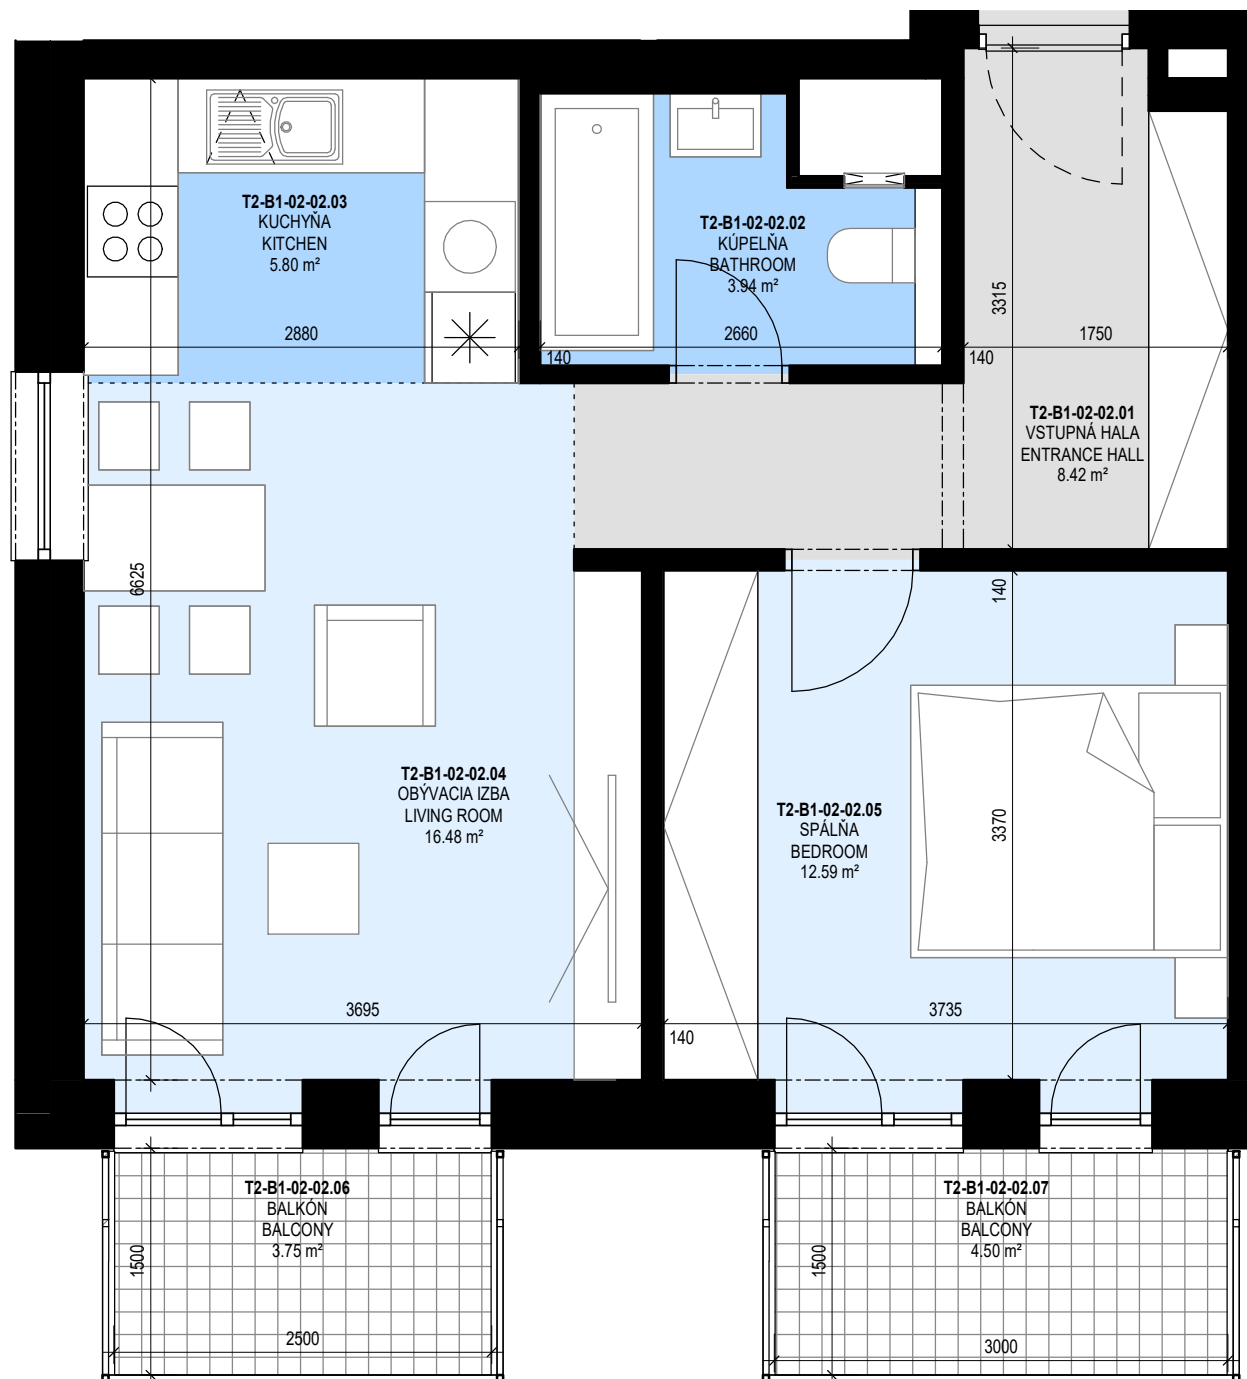 T2-B1-02-02.03
KUCHYŇA
KITCHEN
5.80 m²
T2-B1-02-02.02
KÚPELŇA
BATHROOM
3.94 m²
3315
2880
140
2660
140
1750
T2-B1-02-02.01
VSTUPNÁ HALA
ENTRANCE HALL
8.42 m²
6625
140
T2-B1-02-02.04
OBÝVACIA IZBA
LIVING ROOM
16.48 m²
T2-B1-02-02.05
SPÁLŇA
BEDROOM
12.59 m²
3370
3695
140
3735
T2-B1-02-02.06
BALKÓN
BALCONY
3.75 m²
1500
2500
T2-B1-02-02.07
BALKÓN
BALCONY
4.50 m²
1500
3000